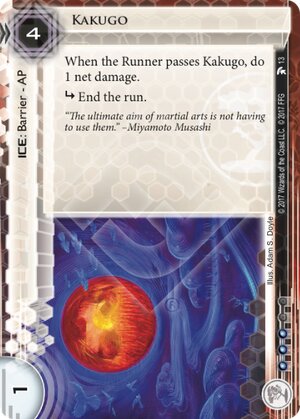 KAKUGO
4
ICE: Barrier - AP
When the Runner passes Kakugo, do
1 net damage.
↳ End the run.
"The ultimate aim of martial arts is not having
to use them." –Miyamoto Musashi
13
© 2017 Wizards of the Coast LLC. © 2017 FFG
Illus. Adam S. Doyle
1